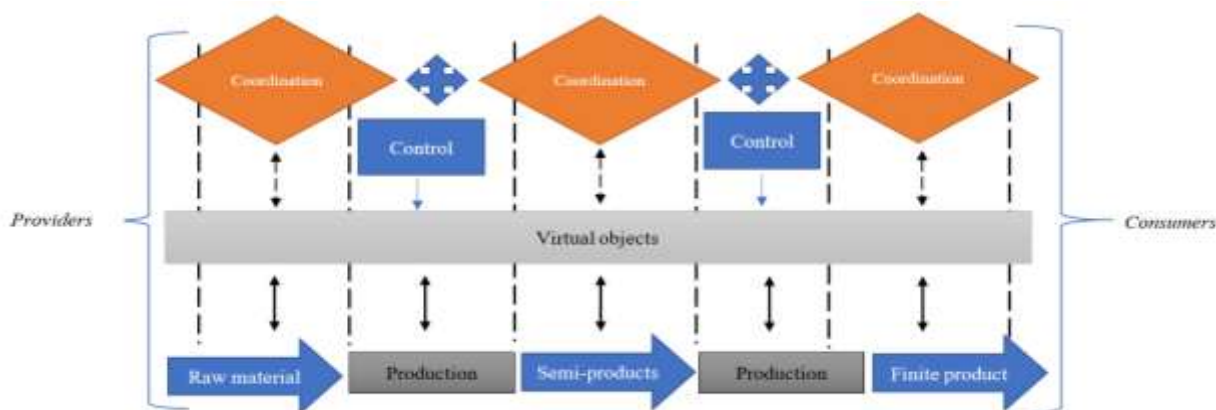 Coordination
Coordination
Coordination
Control
Control
Providers
Consumers
Virtual objects
Raw material
Production
Semi-products
Production
Finite product